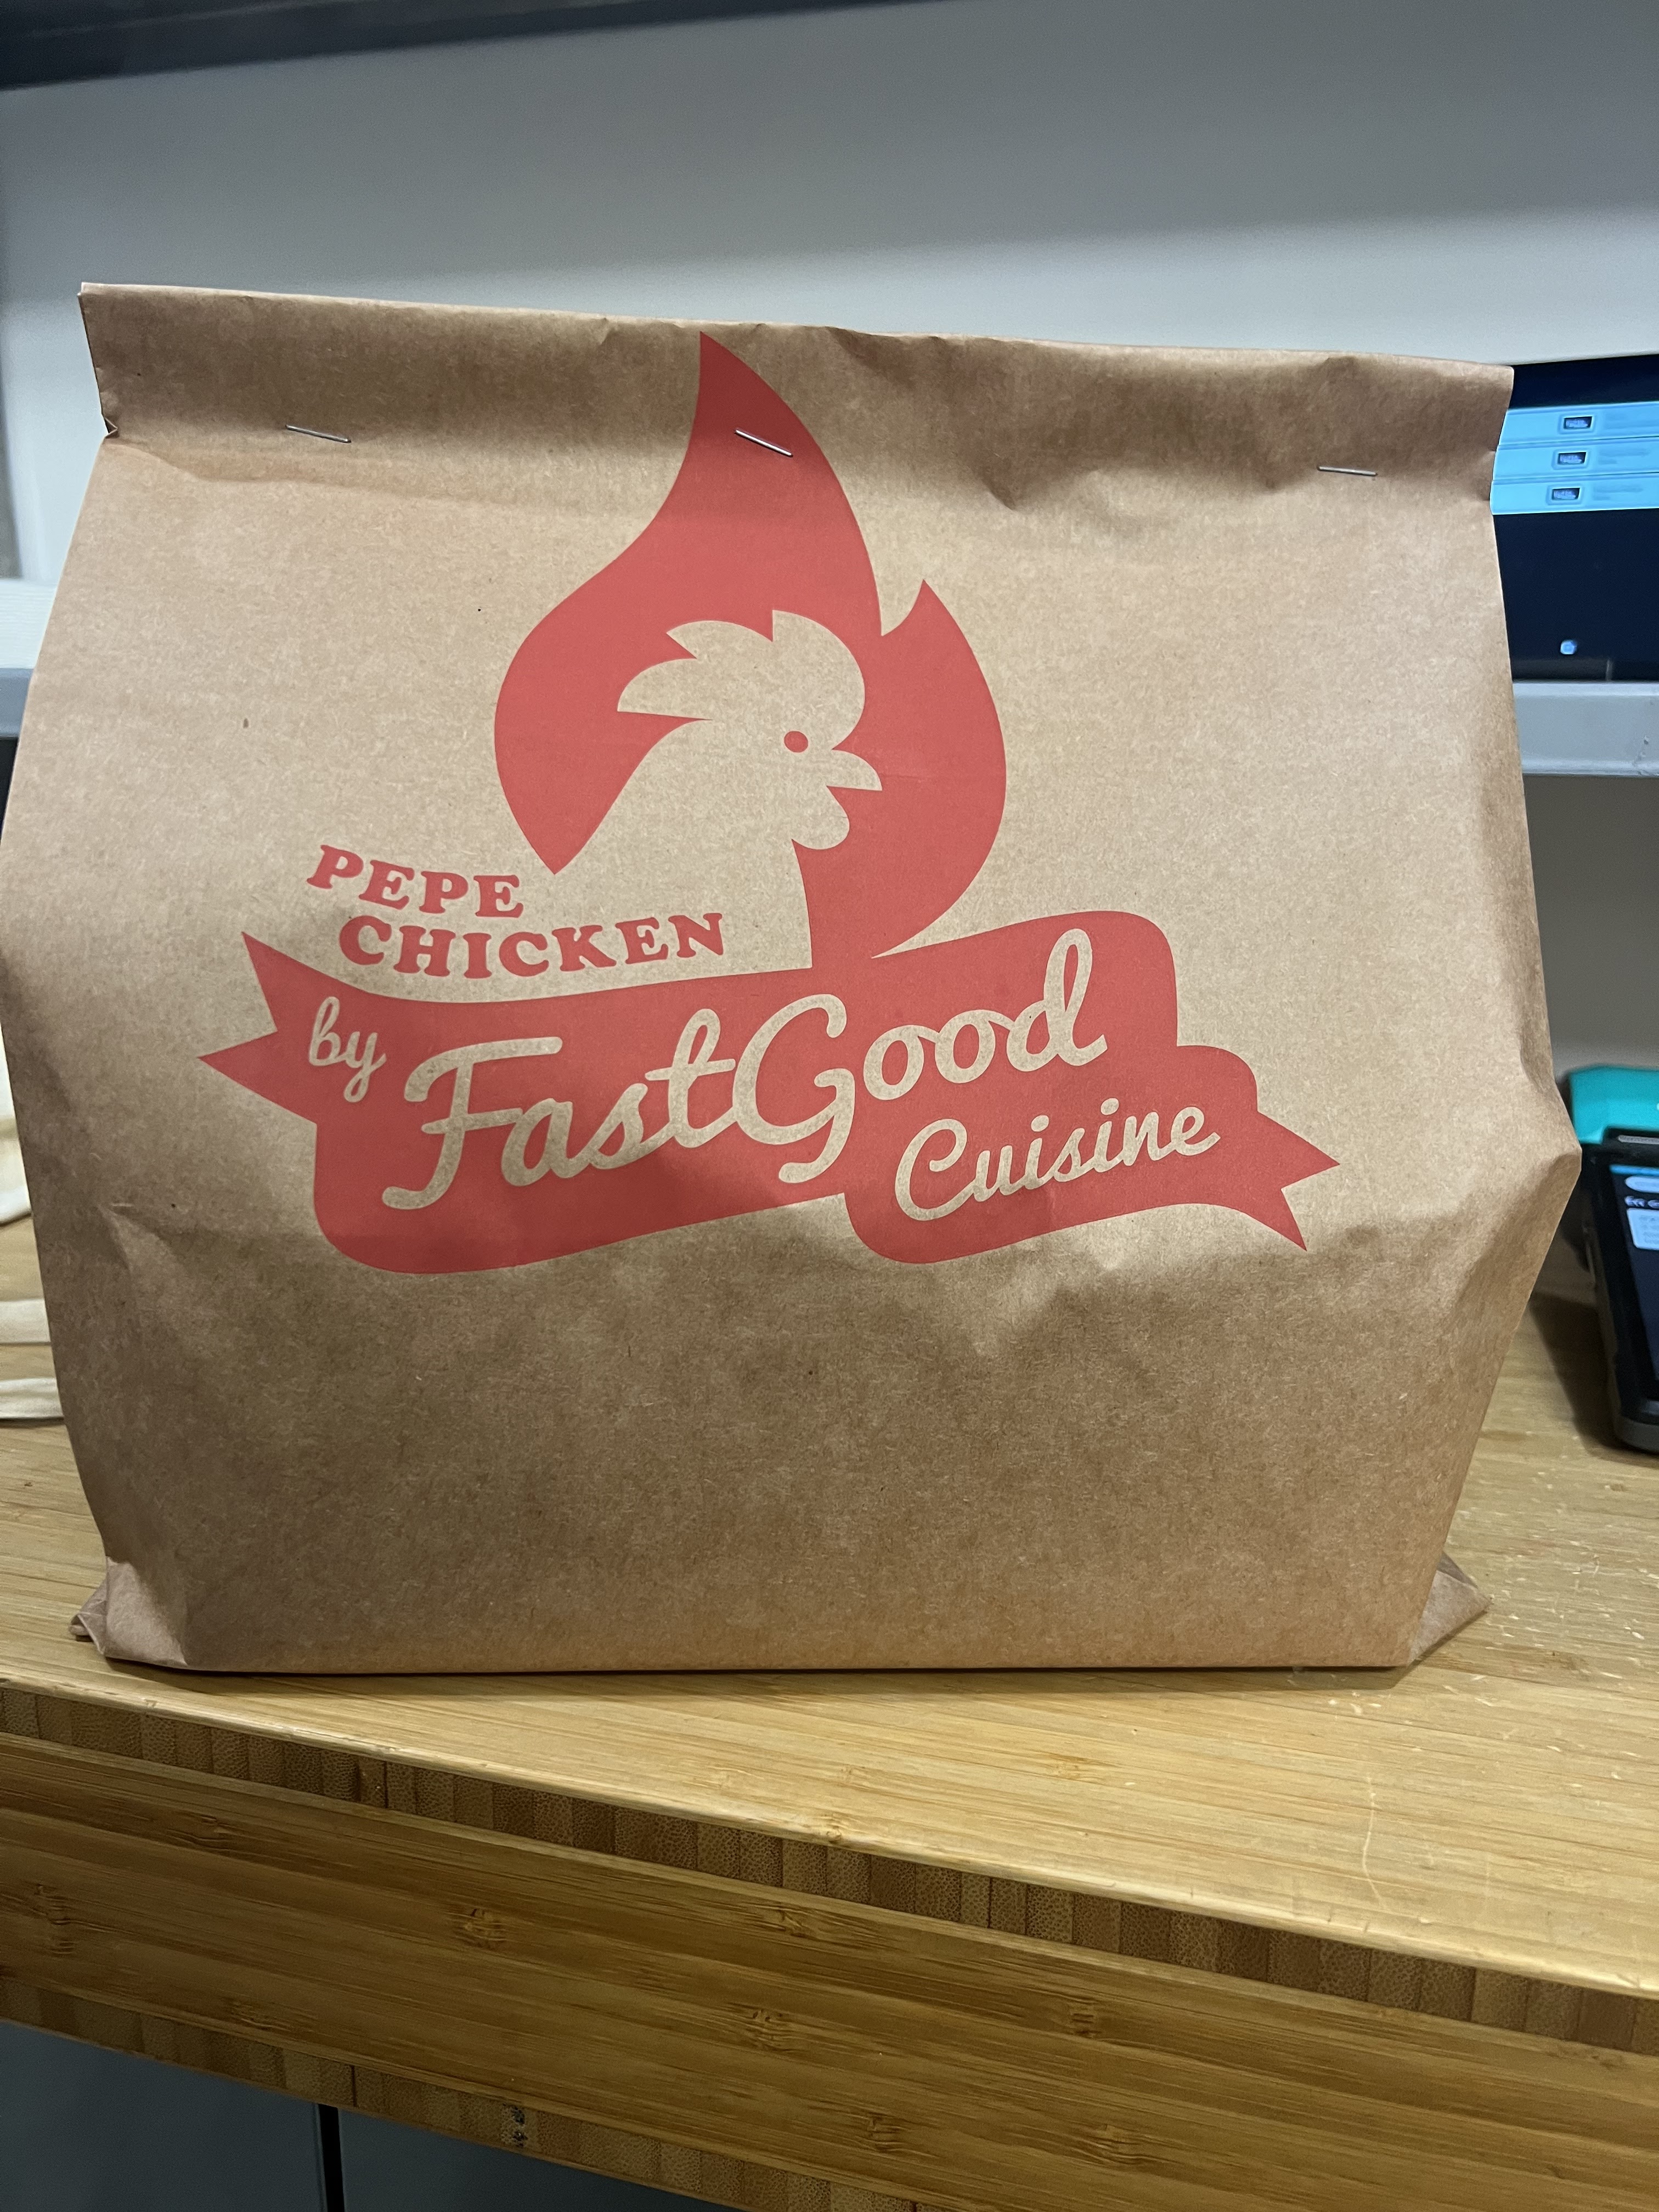 PEPE
CHICKEN
by FastGood
Cuisine